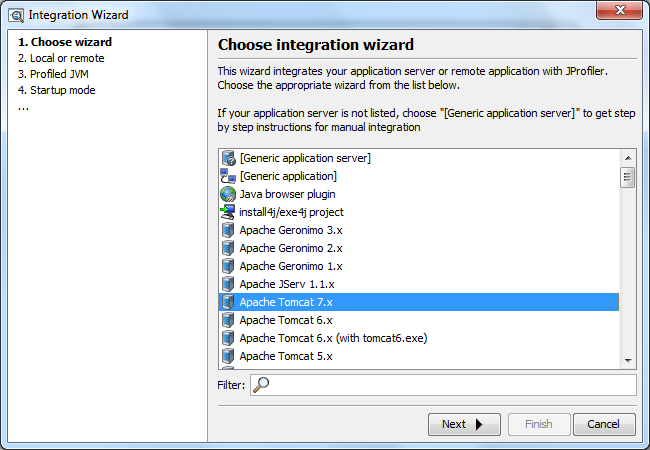 Integration Wizard
1. Choose wizard
2. Local or remote
3. Profiled JVM
4. Startup mode
...
Choose integration wizard
This wizard integrates your application server or remote application with JProfiler.
Choose the appropriate wizard from the list below.
If your application server is not listed, choose "[Generic application server]" to get step
by step instructions for manual integration
[Generic application server]
[Generic application]
Java browser plugin
install4j/exe4j project
Apache Geronimo 3.x
Apache Geronimo 2.x
Apache Geronimo 1.x
Apache JServ 1.1.x
Apache Tomcat 7.x
Apache Tomcat 6.x
Apache Tomcat 6.x (with tomcat6.exe)
Apache Tomcat 5.x
Filter:
Next Finish Cancel